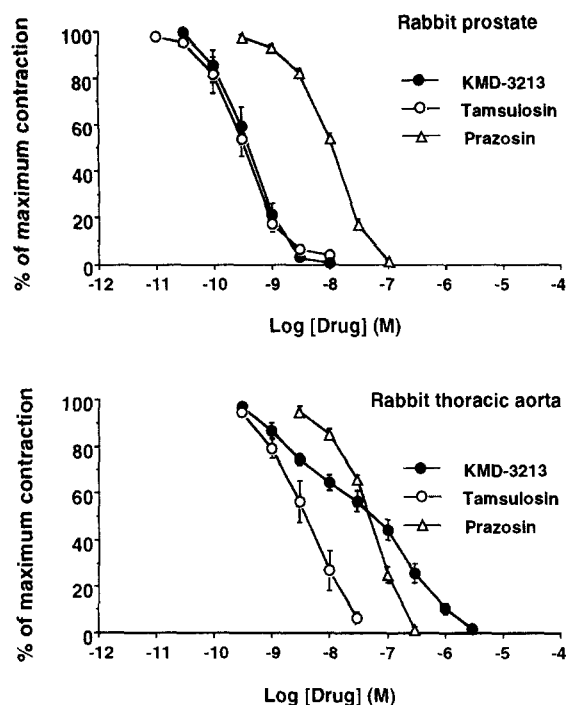 Rabbit prostate
KMD-3213
Tamsulosin
Prazosin
% of maximum contraction
100
80
60
40
20
0
-12 -11 -10 -9 -8 -7 -6 -5 -4
Log [Drug] (M)
Rabbit thoracic aorta
KMD-3213
Tamsulosin
Prazosin
% of maximum contraction
100
80
60
40
20
0
-12 -11 -10 -9 -8 -7 -6 -5 -4
Log [Drug] (M)